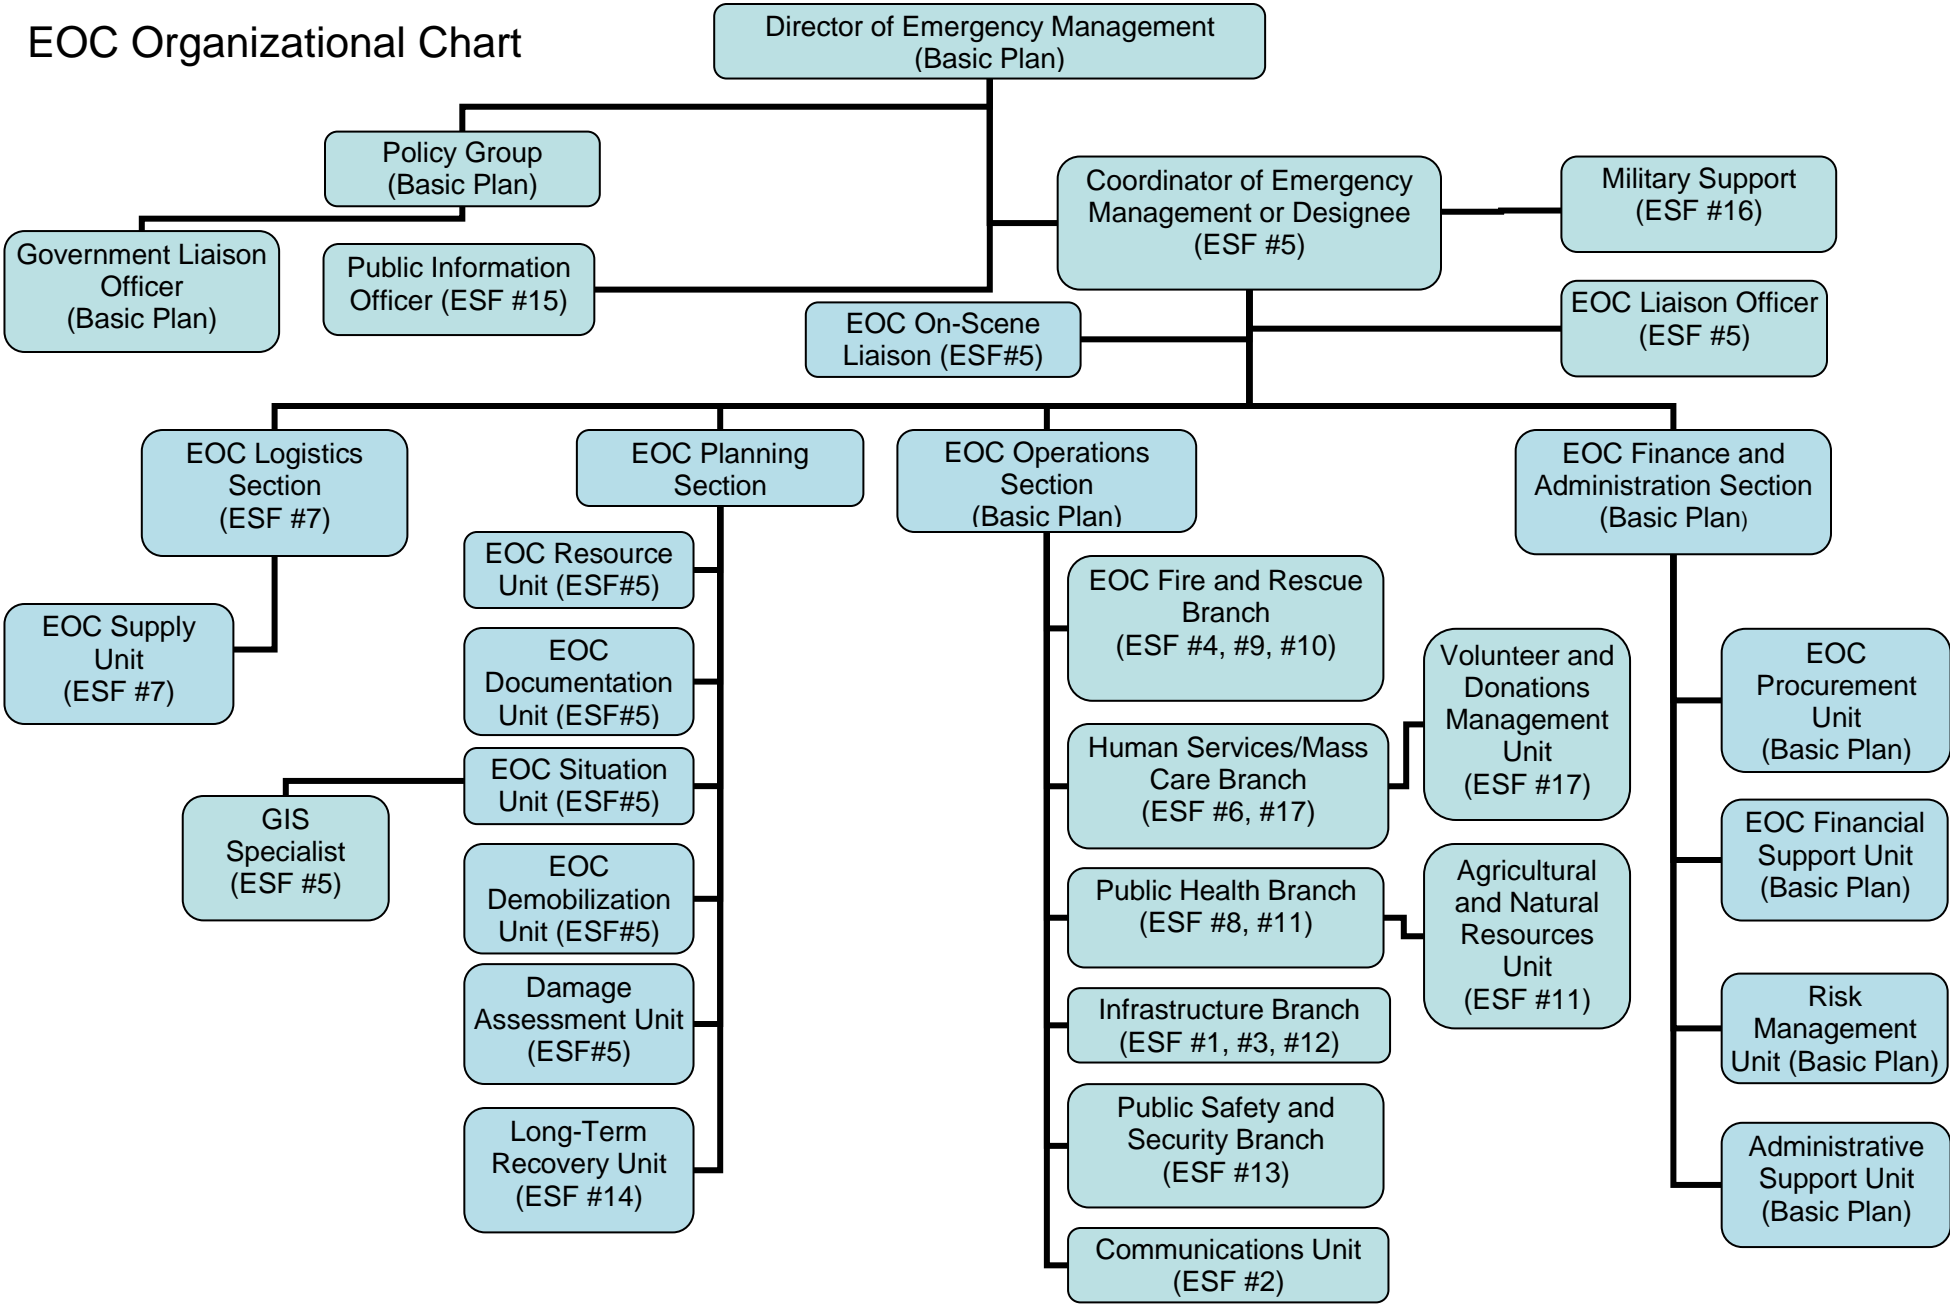 EOC Organizational Chart
Director of Emergency Management
(Basic Plan)
Policy Group
(Basic Plan)
Coordinator of Emergency
Management or Designee
(ESF #5)
Military Support
(ESF #16)
Government Liaison
Officer
(Basic Plan)
Public Information
Officer (ESF #15)
EOC On-Scene
Liaison (ESF#5)
EOC Liaison Officer
(ESF #5)
EOC Logistics
Section
(ESF #7)
EOC Planning
Section
EOC Operations
Section
(Basic Plan)
EOC Finance and
Administration Section
(Basic Plan)
EOC Supply
Unit
(ESF #7)
EOC Resource
Unit (ESF#5)
EOC
Documentation
Unit (ESF#5)
EOC Situation
Unit (ESF#5)
GIS
Specialist
(ESF #5)
EOC
Demobilization
Unit (ESF#5)
Damage
Assessment Unit
(ESF#5)
Long-Term
Recovery Unit
(ESF #14)
EOC Fire and Rescue
Branch
(ESF #4, #9, #10)
Human Services/Mass
Care Branch
(ESF #6, #17)
Volunteer and
Donations
Management
Unit
(ESF #17)
Public Health Branch
(ESF #8, #11)
Agricultural
and Natural
Resources
Unit
(ESF #11)
Infrastructure Branch
(ESF #1, #3, #12)
Public Safety and
Security Branch
(ESF #13)
Communications Unit
(ESF #2)
EOC
Procurement
Unit
(Basic Plan)
EOC Financial
Support Unit
(Basic Plan)
Risk
Management
Unit (Basic Plan)
Administrative
Support Unit
(Basic Plan)